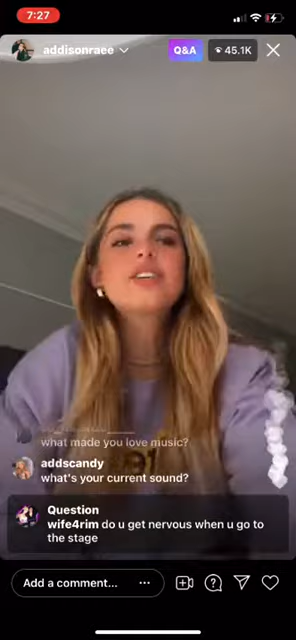 7:27
addisonraee
Q&A
45.1K
what made you love music?
addscandy
what's your current sound?
Question
wife4rim do u get nervous when u go to
the stage
Add a comment...